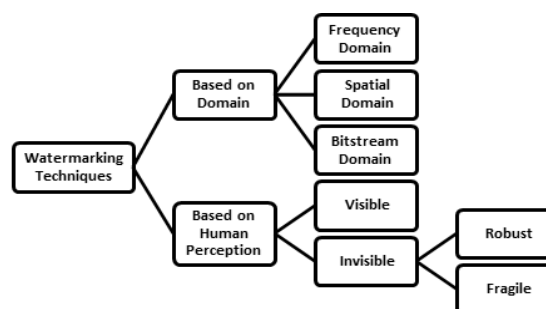 Frequency
Domain
Based on
Domain
Spatial
Domain
Bitstream
Domain
Watermarking
Techniques
Based on
Human
Perception
Visible
Invisible
Robust
Fragile